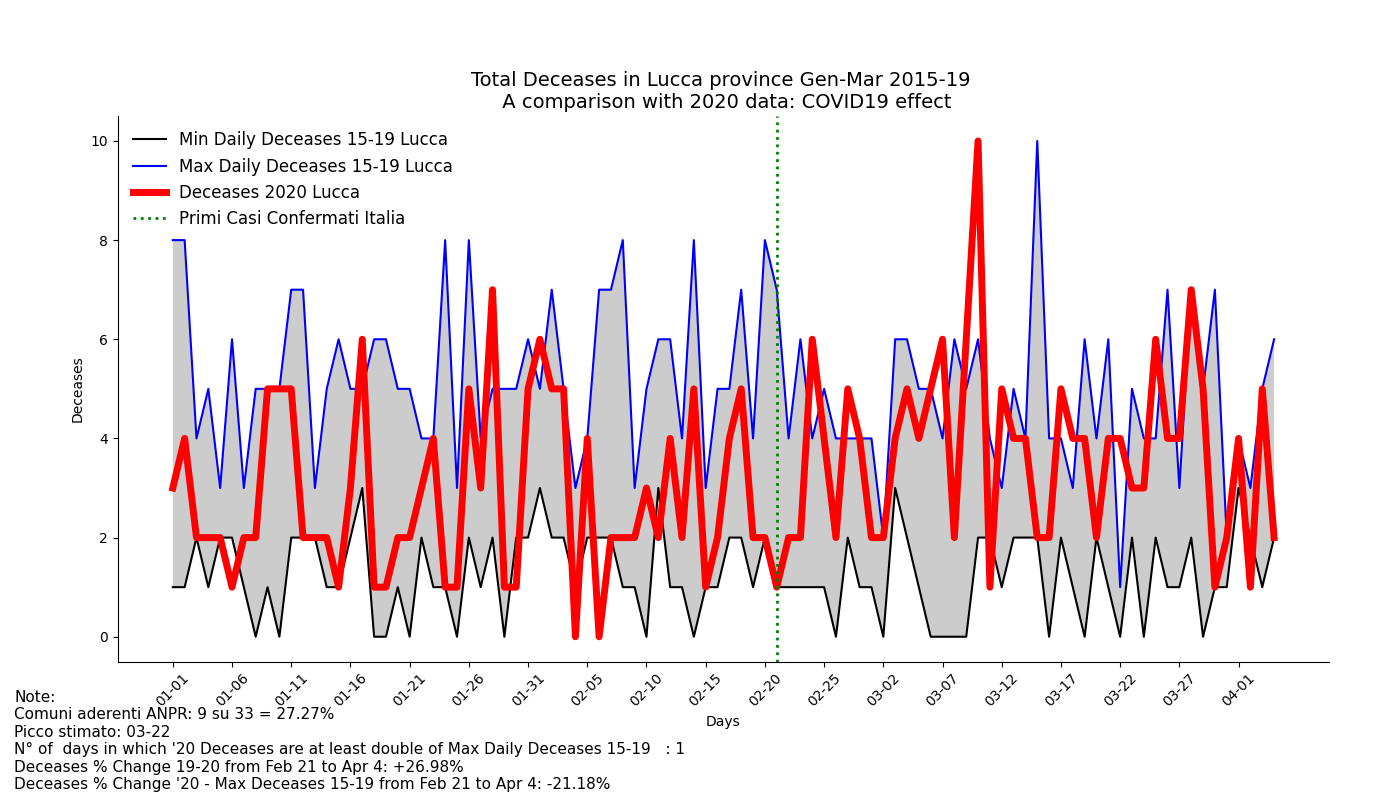 Total Deceases in Lucca province Gen-Mar 2015-19
A comparison with 2020 data: COVID19 effect
Min Daily Deceases 15-19 Lucca
Max Daily Deceases 15-19 Lucca
Deceases 2020 Lucca
Primi Casi Confermati Italia
Deceases
10
8
6
4
2
0
01-01
01-06
01-11
01-16
01-21
01-26
01-31
02-05
02-10
02-15
02-20
02-25
03-02
03-07
03-12
03-17
03-22
03-27
04-01
Days
Note:
Comuni aderenti ANPR: 9 su 33 = 27.27%
Picco stimato: 03-22
N° of  days in which '20 Deceases are at least double of Max Daily Deceases 15-19   : 1
Deceases % Change 19-20 from Feb 21 to Apr 4: +26.98%
Deceases % Change '20 - Max Deceases 15-19 from Feb 21 to Apr 4: -21.18%